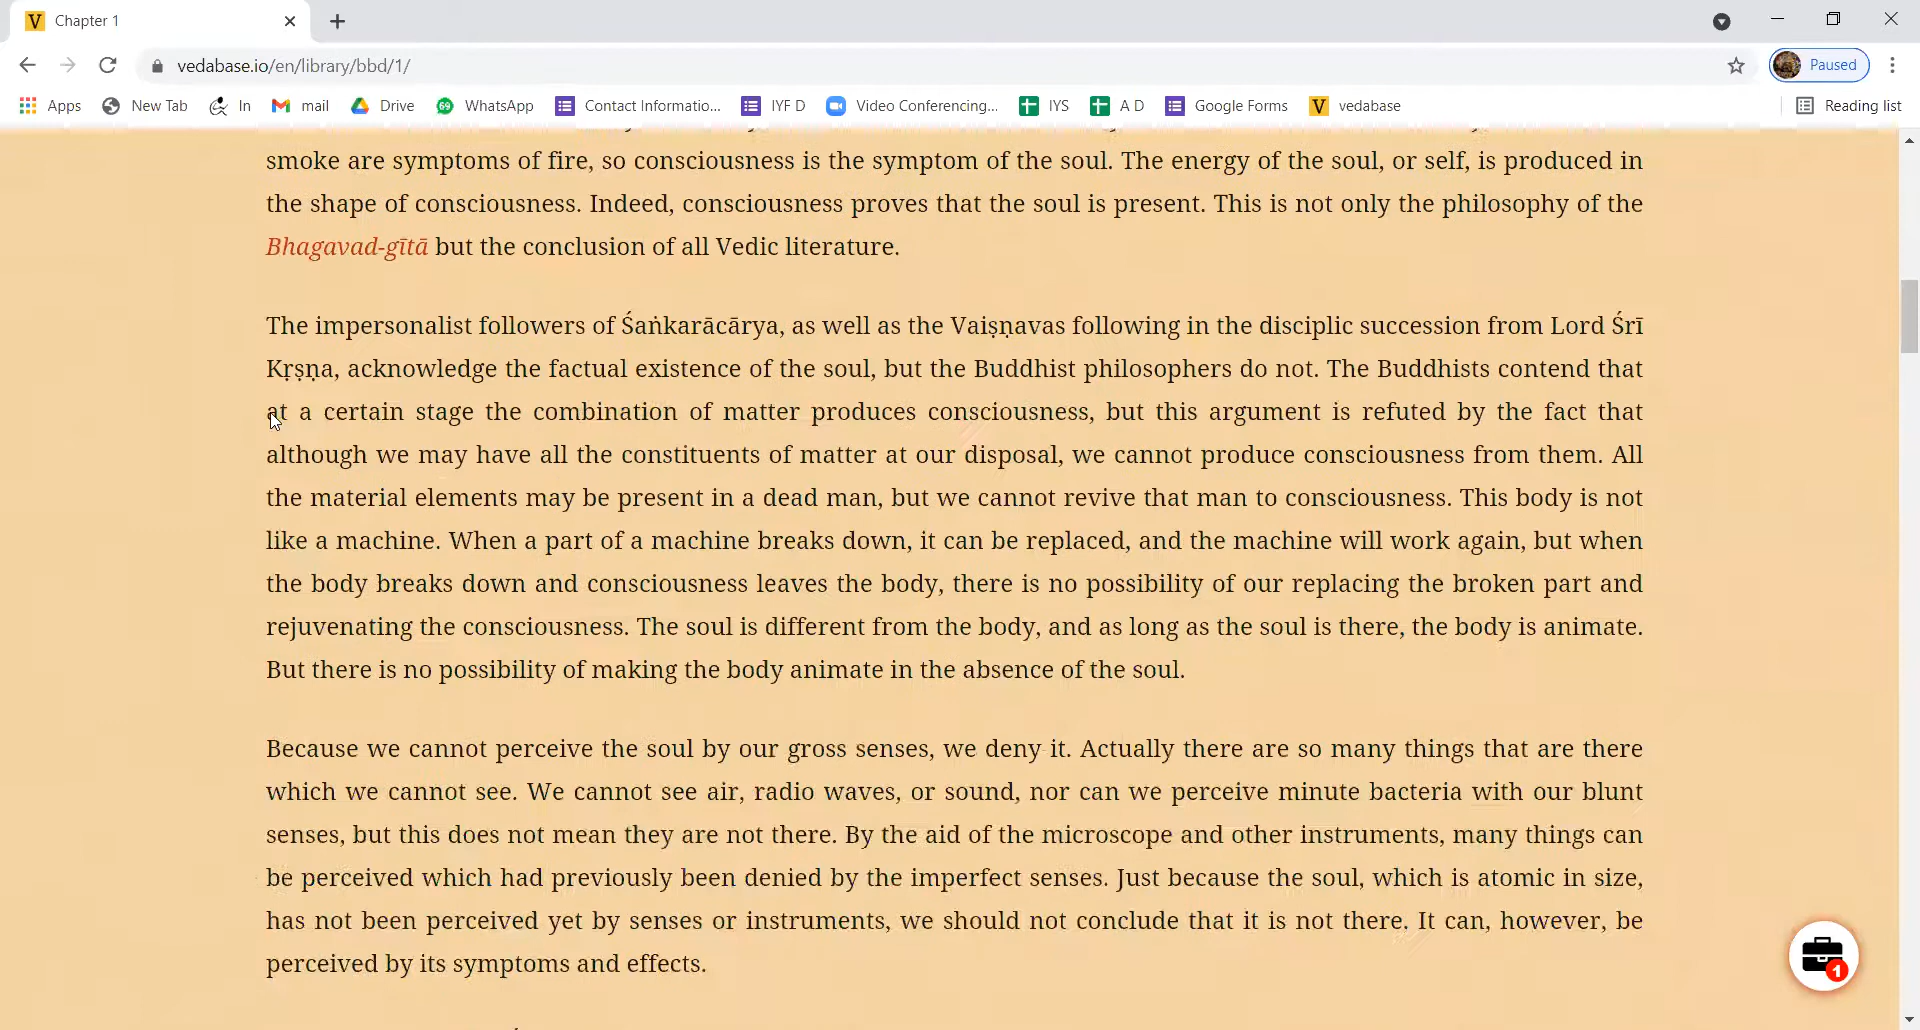 Chapter 1
vedabase.io/en/library/bbd/1/
Paused
Apps New Tab In mail Drive WhatsApp Contact Informatio... IYF D Video Conferencing... IYS A D Google Forms vedabase Reading list
smoke are symptoms of fire, so consciousness is the symptom of the soul. The energy of the soul, or self, is produced in
the shape of consciousness. Indeed, consciousness proves that the soul is present. This is not only the philosophy of the
Bhagavad-gītā but the conclusion of all Vedic literature.
The impersonalist followers of Śaṅkarācārya, as well as the Vaiṣṇavas following in the disciplic succession from Lord Śrī
Kṛṣṇa, acknowledge the factual existence of the soul, but the Buddhist philosophers do not. The Buddhists contend that
at a certain stage the combination of matter produces consciousness, but this argument is refuted by the fact that
although we may have all the constituents of matter at our disposal, we cannot produce consciousness from them. All
the material elements may be present in a dead man, but we cannot revive that man to consciousness. This body is not
like a machine. When a part of a machine breaks down, it can be replaced, and the machine will work again, but when
the body breaks down and consciousness leaves the body, there is no possibility of our replacing the broken part and
rejuvenating the consciousness. The soul is different from the body, and as long as the soul is there, the body is animate.
But there is no possibility of making the body animate in the absence of the soul.
Because we cannot perceive the soul by our gross senses, we deny it. Actually there are so many things that are there
which we cannot see. We cannot see air, radio waves, or sound, nor can we perceive minute bacteria with our blunt
senses, but this does not mean they are not there. By the aid of the microscope and other instruments, many things can
be perceived which had previously been denied by the imperfect senses. Just because the soul, which is atomic in size,
has not been perceived yet by senses or instruments, we should not conclude that it is not there. It can, however, be
perceived by its symptoms and effects.
1